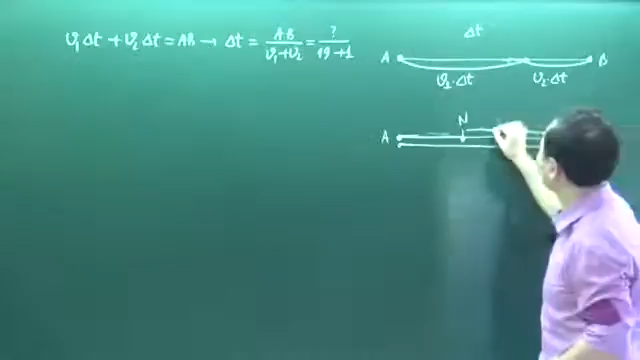 v₁Δt + v₂Δt = AB → Δt = AB/(v₁+v₂) = ?/(19+1)
Δt
A B
v₁·Δt v₂·Δt
N
A